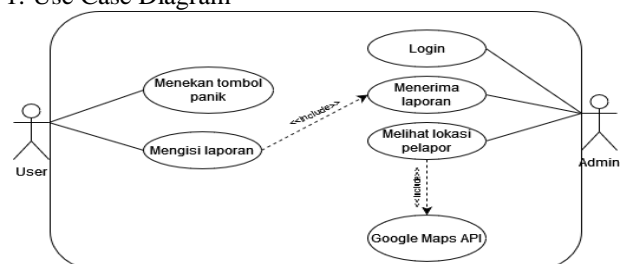 1. Use Case Diagram
Login
Menekan tombol
panik
Menerima
laporan
<<Include>>
Mengisi laporan
Melihat lokasi
pelapor
User
Admin
<<Include>>
Google Maps API